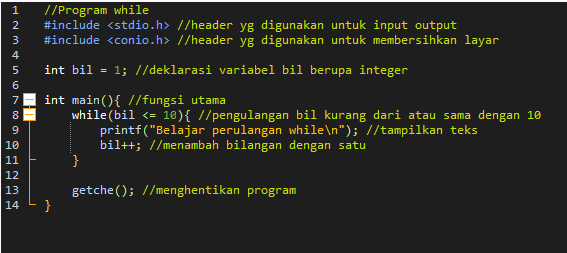 1 //Program while
2 #include <stdio.h> //header yg digunakan untuk input output
3 #include <conio.h> //header yg digunakan untuk membersihkan layar
4
5 int bil = 1; //deklarasi variabel bil berupa integer
6
7 int main(){ //fungsi utama
8 while(bil <= 10){ //pengulangan bil kurang dari atau sama dengan 10
9 printf("Belajar perulangan while\n"); //tampilkan teks
10 bil++; //menambah bilangan dengan satu
11 }
12
13 getche(); //menghentikan program
14 }